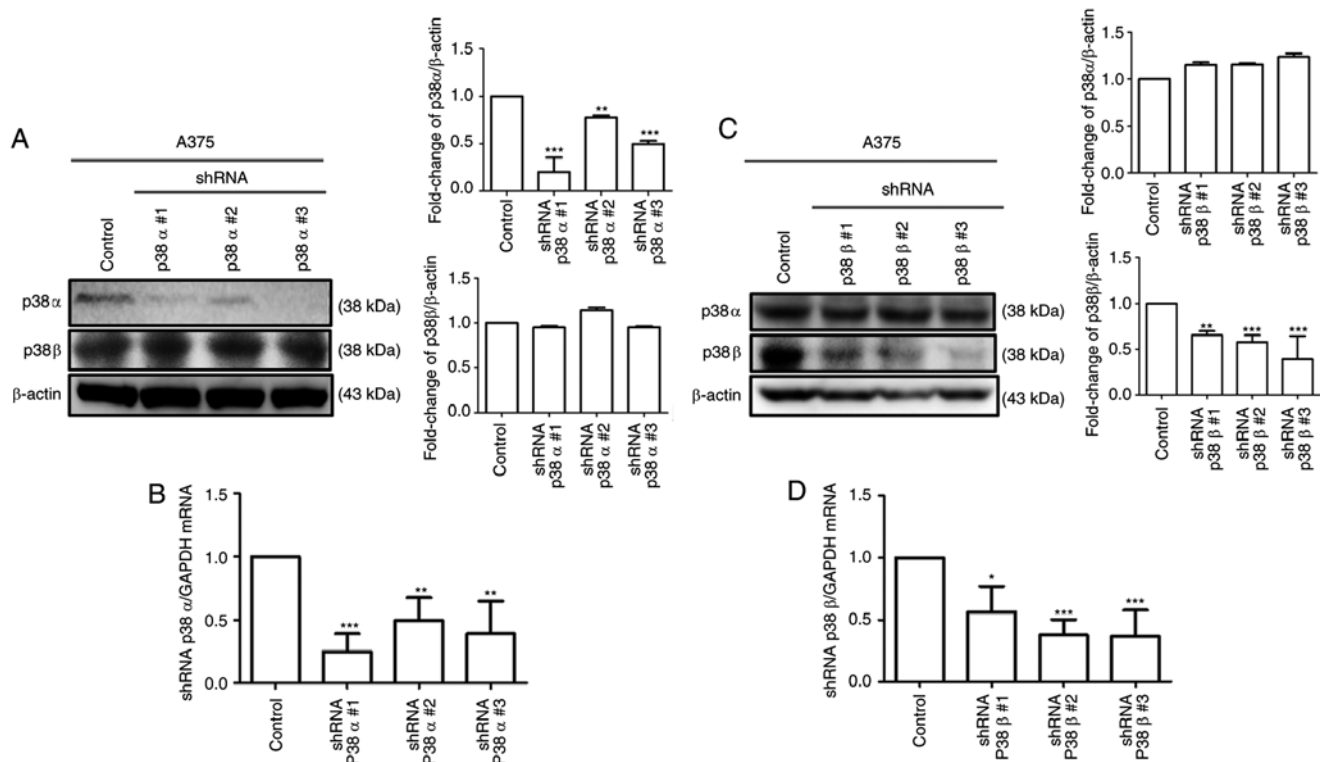 A
A375
shRNA
Control
p38 α #1
p38 α #2
p38 α #3
p38α
(38 kDa)
p38β
(38 kDa)
β-actin
(43 kDa)
Fold-change of p38α/β-actin
1.5
1.0
0.5
0.0
***
**
***
Control
shRNA
p38 α #1
shRNA
p38 α #2
shRNA
p38 α #3
Fold-change of p38β/β-actin
1.5
1.0
0.5
0.0
Control
shRNA
p38 α #1
shRNA
p38 α #2
shRNA
p38 α #3
B
shRNA p38 α/GAPDH mRNA
1.5
1.0
0.5
0.0
***
**
**
Control
shRNA
P38 α #1
shRNA
P38 α #2
shRNA
P38 α #3
C
A375
shRNA
Control
p38 β #1
p38 β #2
p38 β #3
p38α
(38 kDa)
p38β
(38 kDa)
β-actin
(43 kDa)
Fold-change of p38α/β-actin
1.5
1.0
0.5
0.0
Control
shRNA
p38 β #1
shRNA
p38 β #2
shRNA
p38 β #3
Fold-change of p38β/β-actin
1.5
1.0
0.5
0.0
**
***
***
Control
shRNA
p38 β #1
shRNA
p38 β #2
shRNA
p38 β #3
D
shRNA p38 β/GAPDH mRNA
1.5
1.0
0.5
0.0
*
***
***
Control
shRNA
P38 β #1
shRNA
P38 β #2
shRNA
P38 β #3